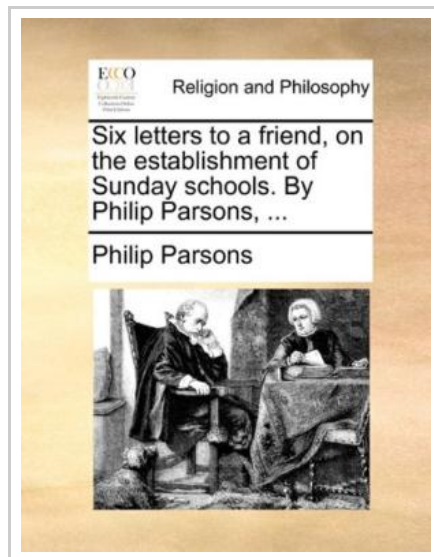 ECCO
Religion and Philosophy
Six letters to a friend, on
the establishment of
Sunday schools. By
Philip Parsons, ...
Philip Parsons